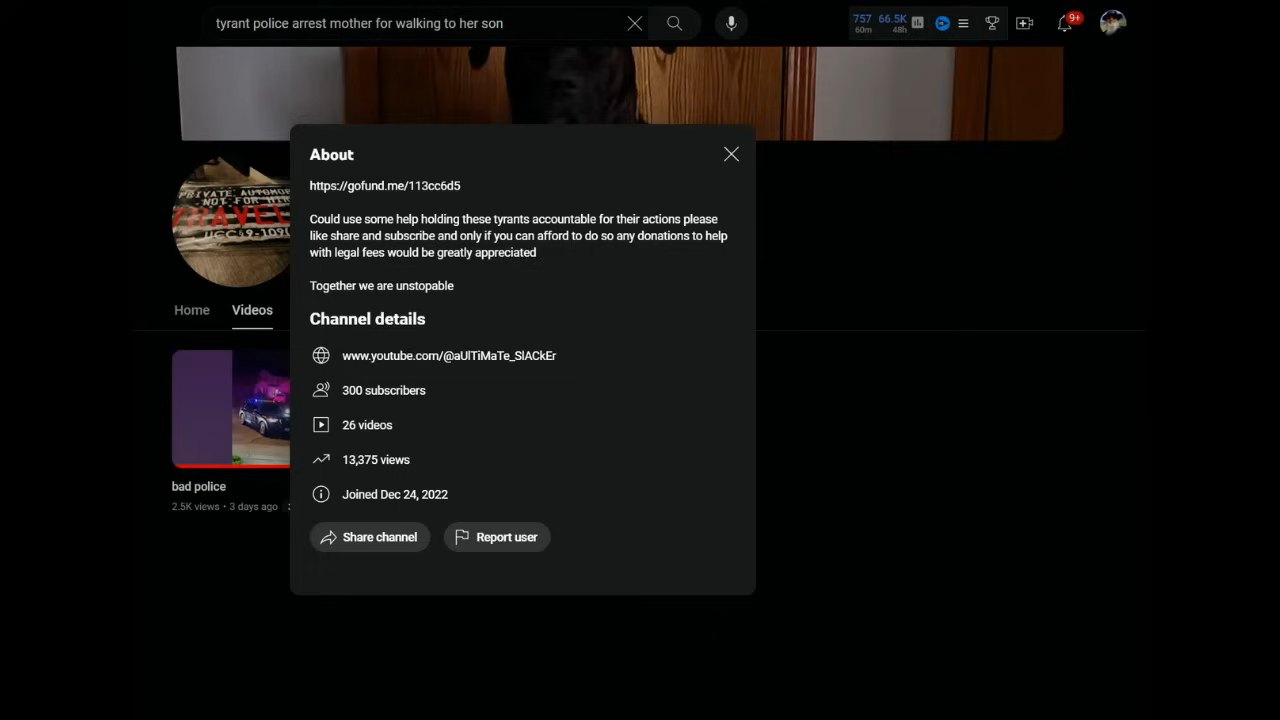 tyrant police arrest mother for walking to her son
757 66.5K
60m 48h
9+
About
https://gofund.me/113cc6d5
Could use some help holding these tyrants accountable for their actions please
like share and subscribe and only if you can afford to do so any donations to help
with legal fees would be greatly appreciated
Together we are unstopable
PRIVATE AUTOMOB
NOT FOR HIR
TRAVEL
UCC 9-109
Home Videos
Channel details
www.youtube.com/@aUlTiMaTe_SlACkEr
300 subscribers
26 videos
13,375 views
Joined Dec 24, 2022
bad police
2.5K views • 3 days ago
Share channel
Report user